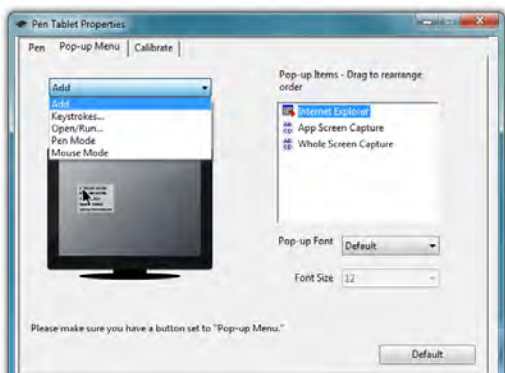 Pen Tablet Properties
Pen
Pop-up Menu
Calibrate
Add
Add
Keystrokes...
Open/Run...
Pen Mode
Mouse Mode
Pop-up Items - Drag to rearrange
order
Internet Explorer
App Screen Capture
Whole Screen Capture
Pop-up Font
Default
Font Size
12
Please make sure you have a button set to "Pop-up Menu."
Default